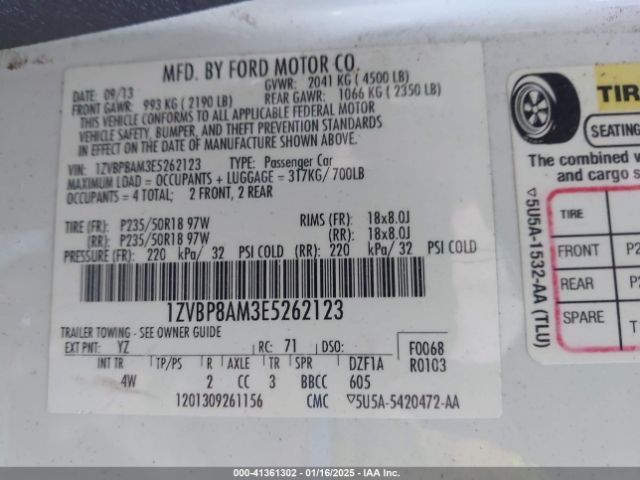 MFD. BY FORD MOTOR CO.
DATE: 09/13 GVWR: 2041 KG (4500 LB)
FRONT GAWR: 993 KG (2190 LB) REAR GAWR: 1066 KG (2350 LB)
THIS VEHICLE CONFORMS TO ALL APPLICABLE FEDERAL MOTOR
VEHICLE SAFETY, BUMPER, AND THEFT PREVENTION STANDARDS
IN EFFECT ON THE DATE OF MANUFACTURE SHOWN ABOVE.
VIN: 1ZVBP8AM3E5262123 TYPE: Passenger Car
MAXIMUM LOAD = OCCUPANTS + LUGGAGE = 317KG/700LB
OCCUPANTS = 4 TOTAL; 2 FRONT, 2 REAR
TIRE (FR): P235/50R18 97W RIMS (FR): 18x8.0J
(RR): P235/50R18 97W (RR): 18x8.0J
PRESSURE (FR): 220 kPa/ 32 PSI COLD (RR): 220 kPa/ 32 PSI COLD
1ZVBP8AM3E5262123
TRAILER TOWING - SEE OWNER GUIDE
EXT PNT: YZ RC: 71 DSO: F0068
INT TR TP/PS R AXLE TR SPR DZF1A R0103
4W 2 CC 3 BBCC 605
1201309261156 CMC ▽5U5A-5420472-AA
TIR
SEATING
The combined
and cargo s
TIRE
FRONT P2
REAR P2
SPARE T
▽5U5A-1532-AA (TLU)
000-41361302 - 01/16/2025 - IAA Inc.